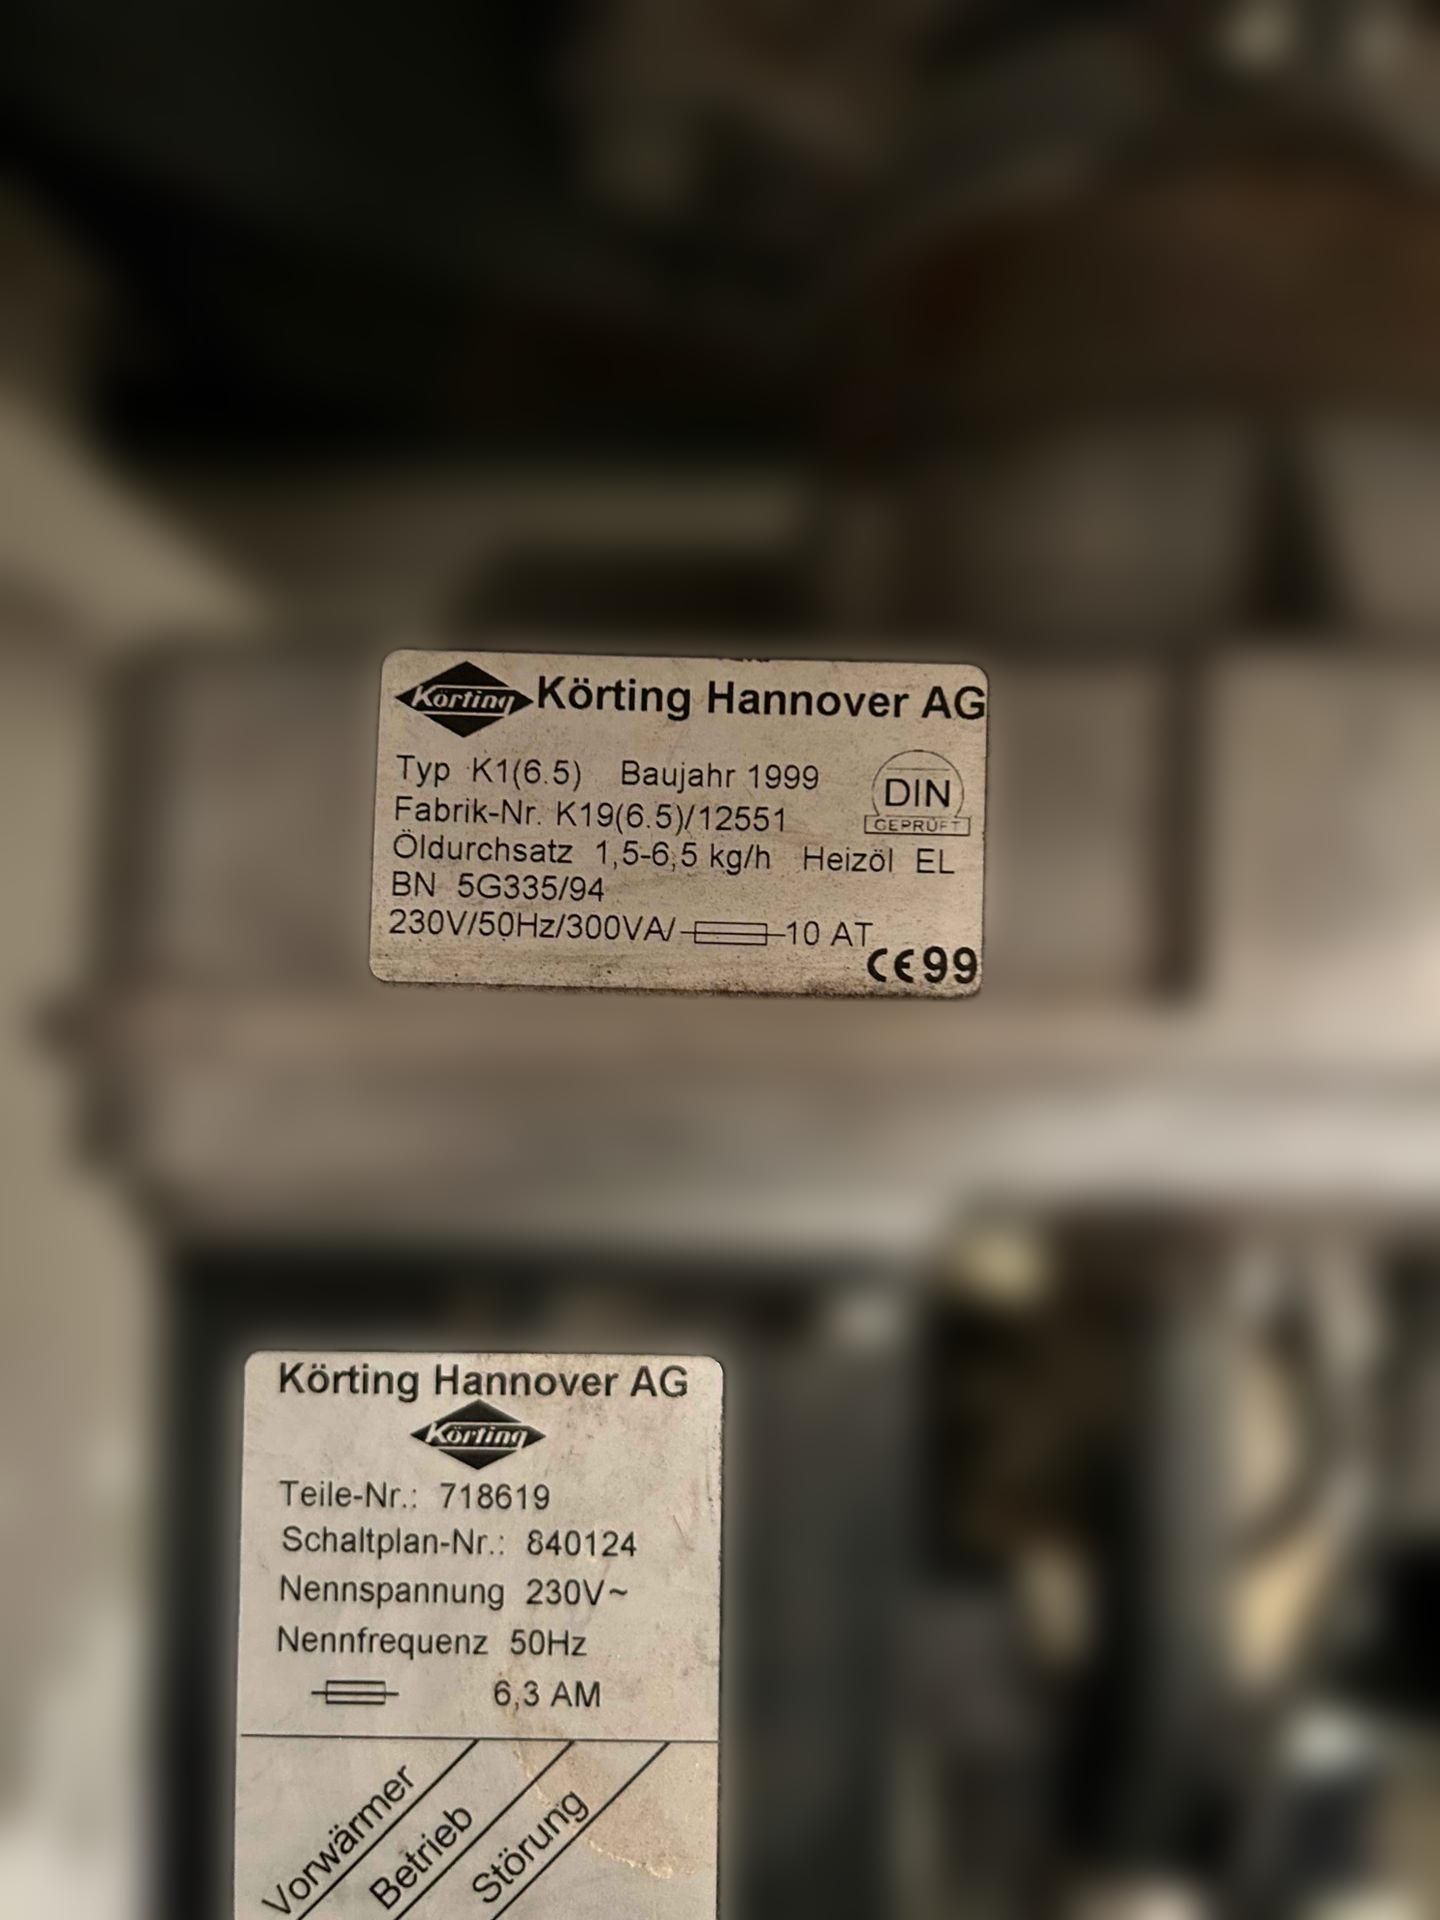 Körting Körting Hannover AG
Typ K1(6.5) Baujahr 1999
DIN
Fabrik-Nr. K19(6.5)/12551
GEPRÜFT
Öldurchsatz 1,5-6,5 kg/h Heizöl EL
BN 5G335/94
230V/50Hz/300VA/ 10 AT
CE99
Körting Hannover AG
Körting
Teile-Nr.: 718619
Schaltplan-Nr.: 840124
Nennspannung 230V~
Nennfrequenz 50Hz
6,3 AM
Vorwärmer
Betrieb
Störung